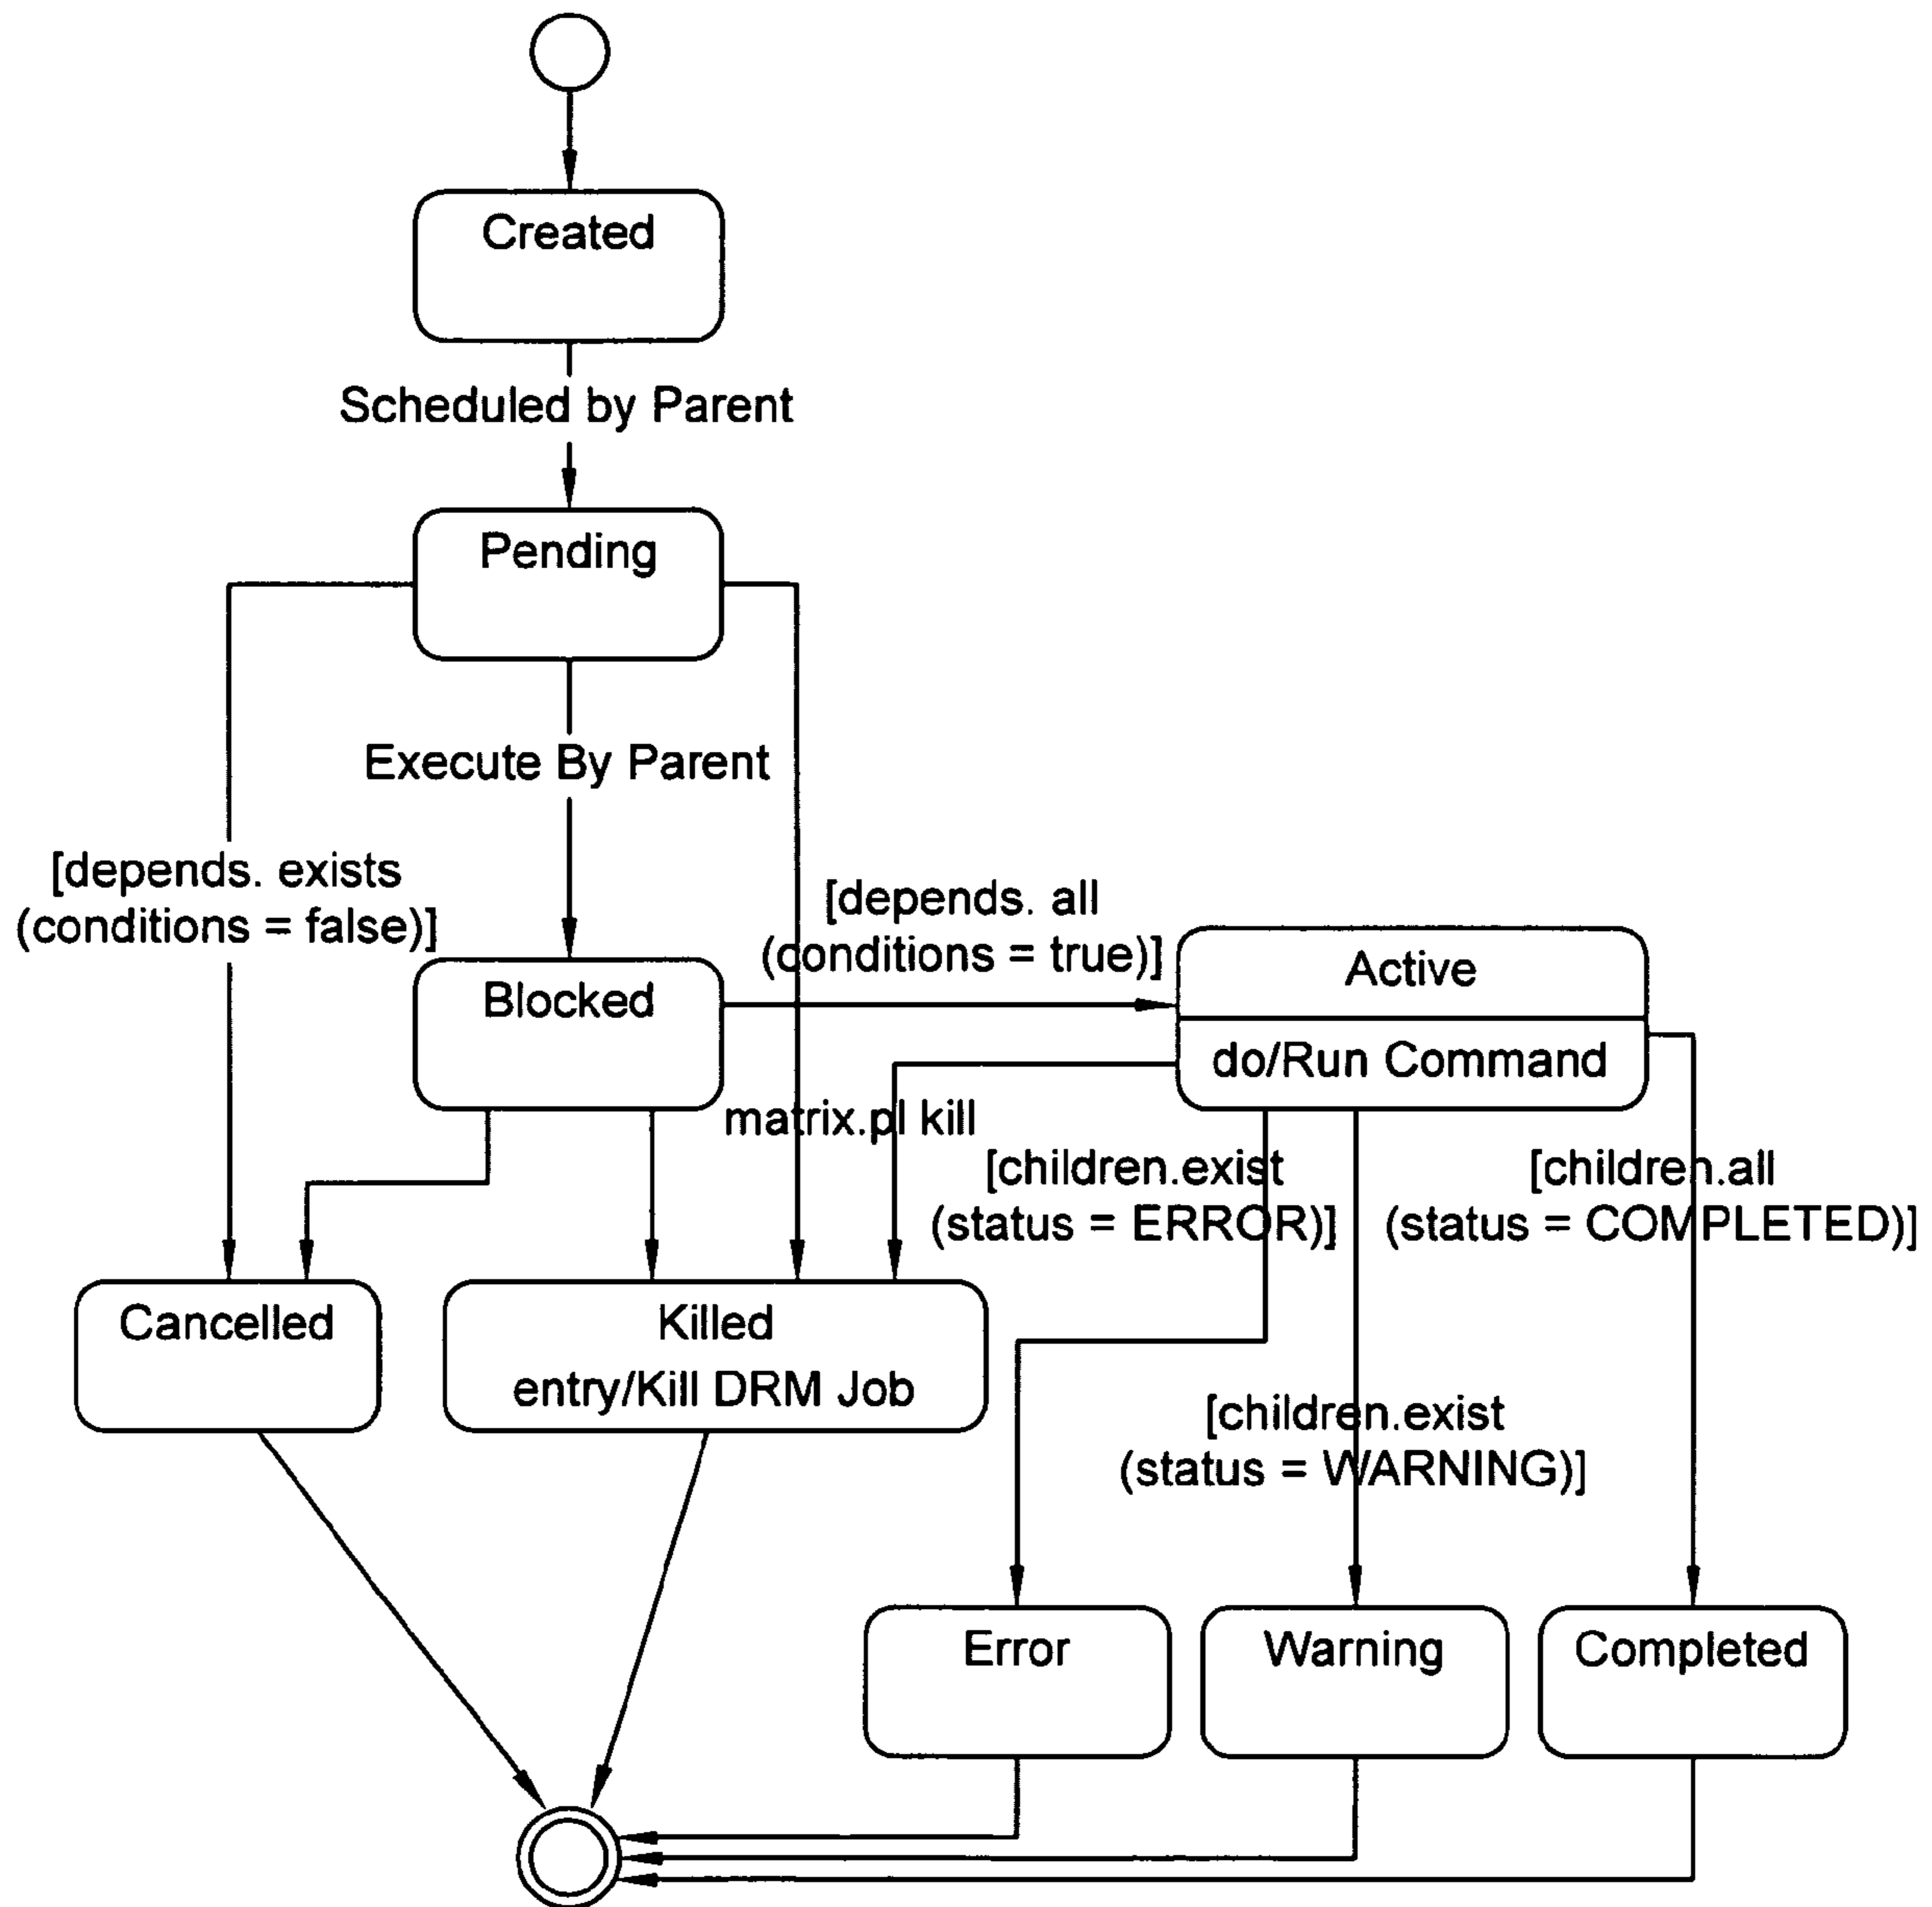 Created
Scheduled by Parent
Pending
Execute By Parent
[depends. exists
(conditions = false)]
[depends. all
(conditions = true)]
Blocked
Active
do/Run Command
matrix.pl kill
[children.exist
(status = ERROR)]
[children.all
(status = COMPLETED)]
Cancelled
Killed
entry/Kill DRM Job
[children.exist
(status = WARNING)]
Error
Warning
Completed